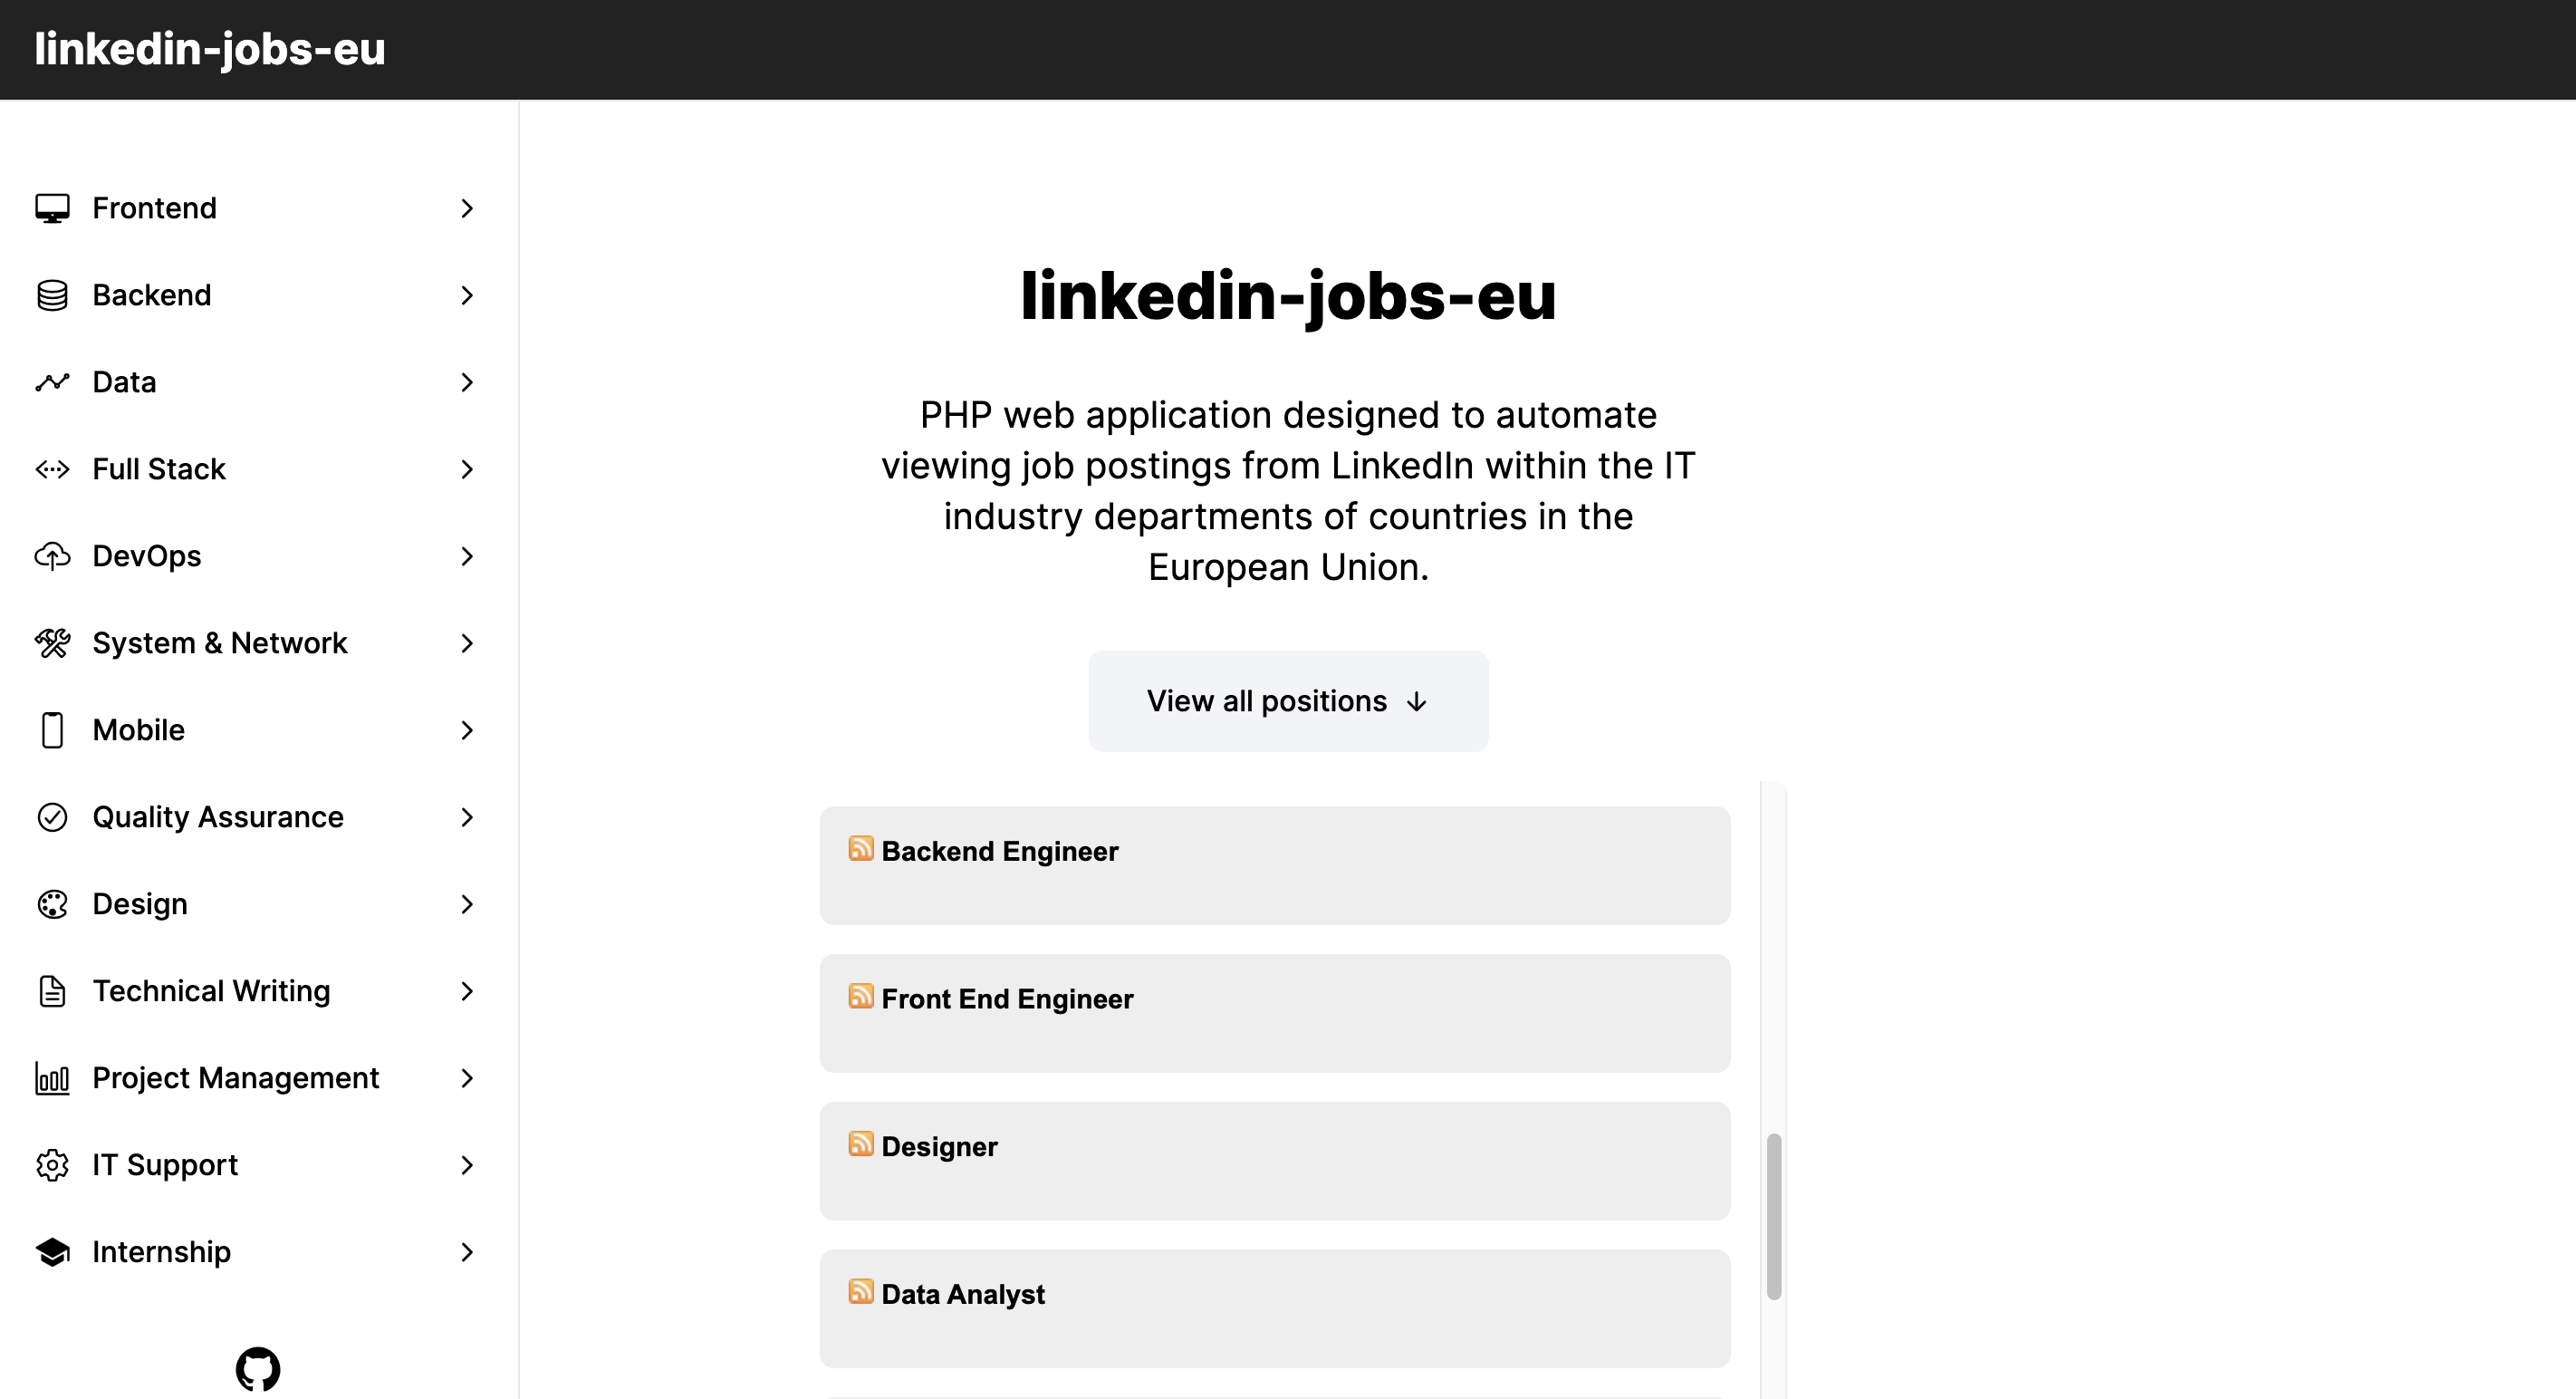 linkedin-jobs-eu
Frontend
Backend
Data
Full Stack
DevOps
System & Network
Mobile
Quality Assurance
Design
Technical Writing
Project Management
IT Support
Internship
linkedin-jobs-eu
PHP web application designed to automate
viewing job postings from LinkedIn within the IT
industry departments of countries in the
European Union.
View all positions ↓
Backend Engineer
Front End Engineer
Designer
Data Analyst